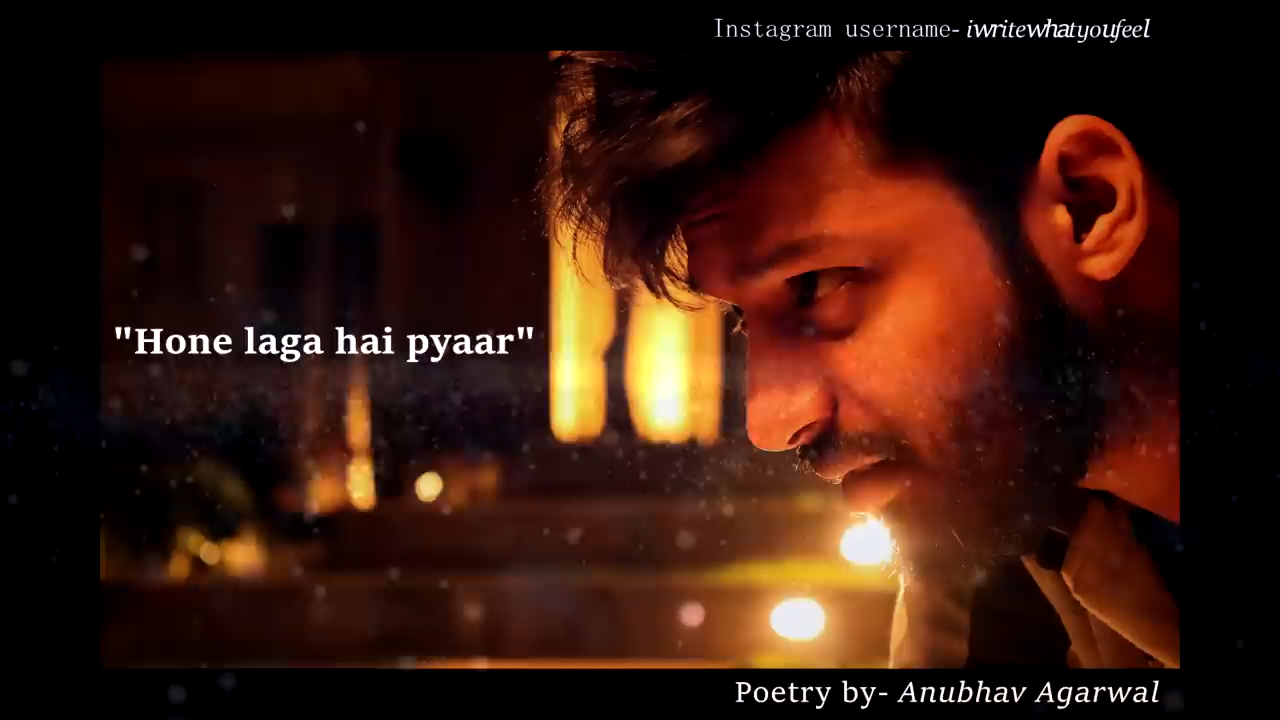 Instagram username- iwritewhatyoufeel
"Hone laga hai pyaar"
Poetry by- Anubhav Agarwal